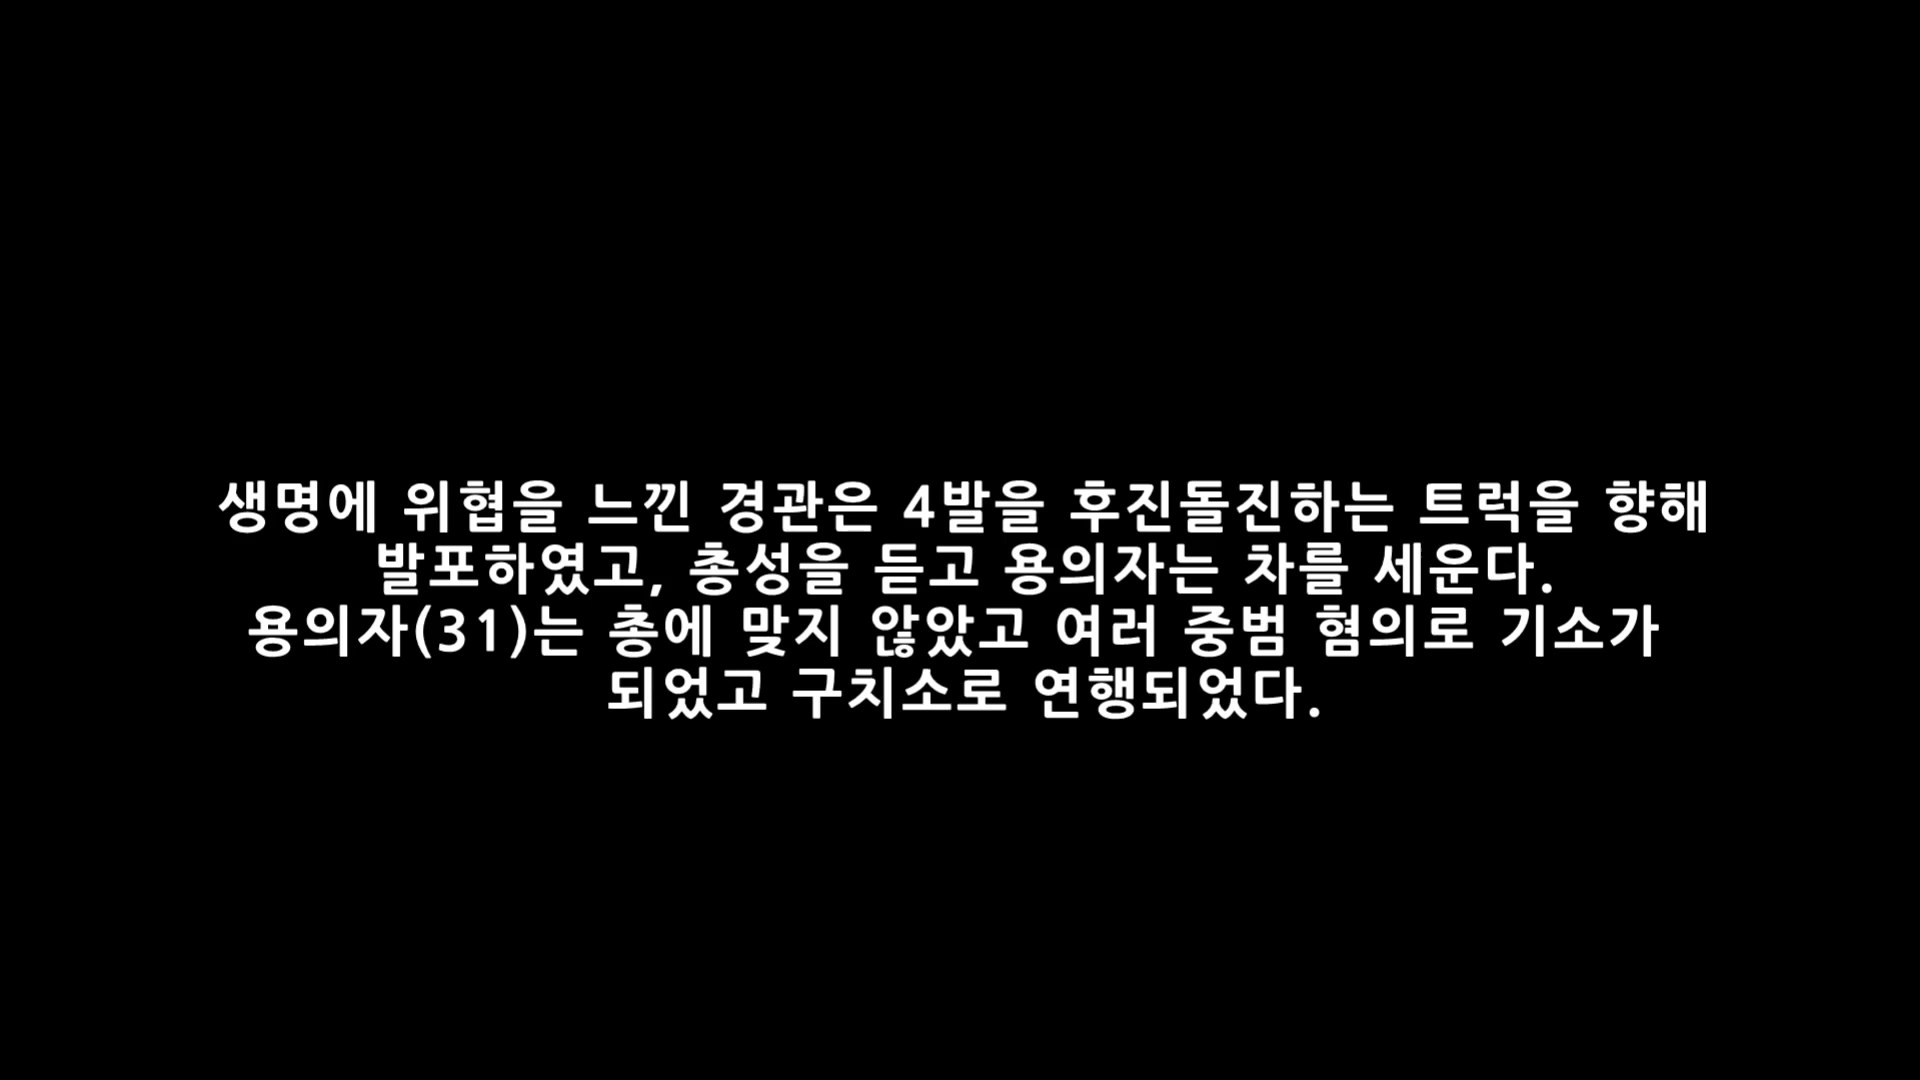 생명에 위협을 느낀 경관은 4발을 후진돌진하는 트럭을 향해
발포하였고, 총성을 듣고 용의자는 차를 세운다.
용의자(31)는 총에 맞지 않았고 여러 중범 혐의로 기소가
되었고 구치소로 연행되었다.